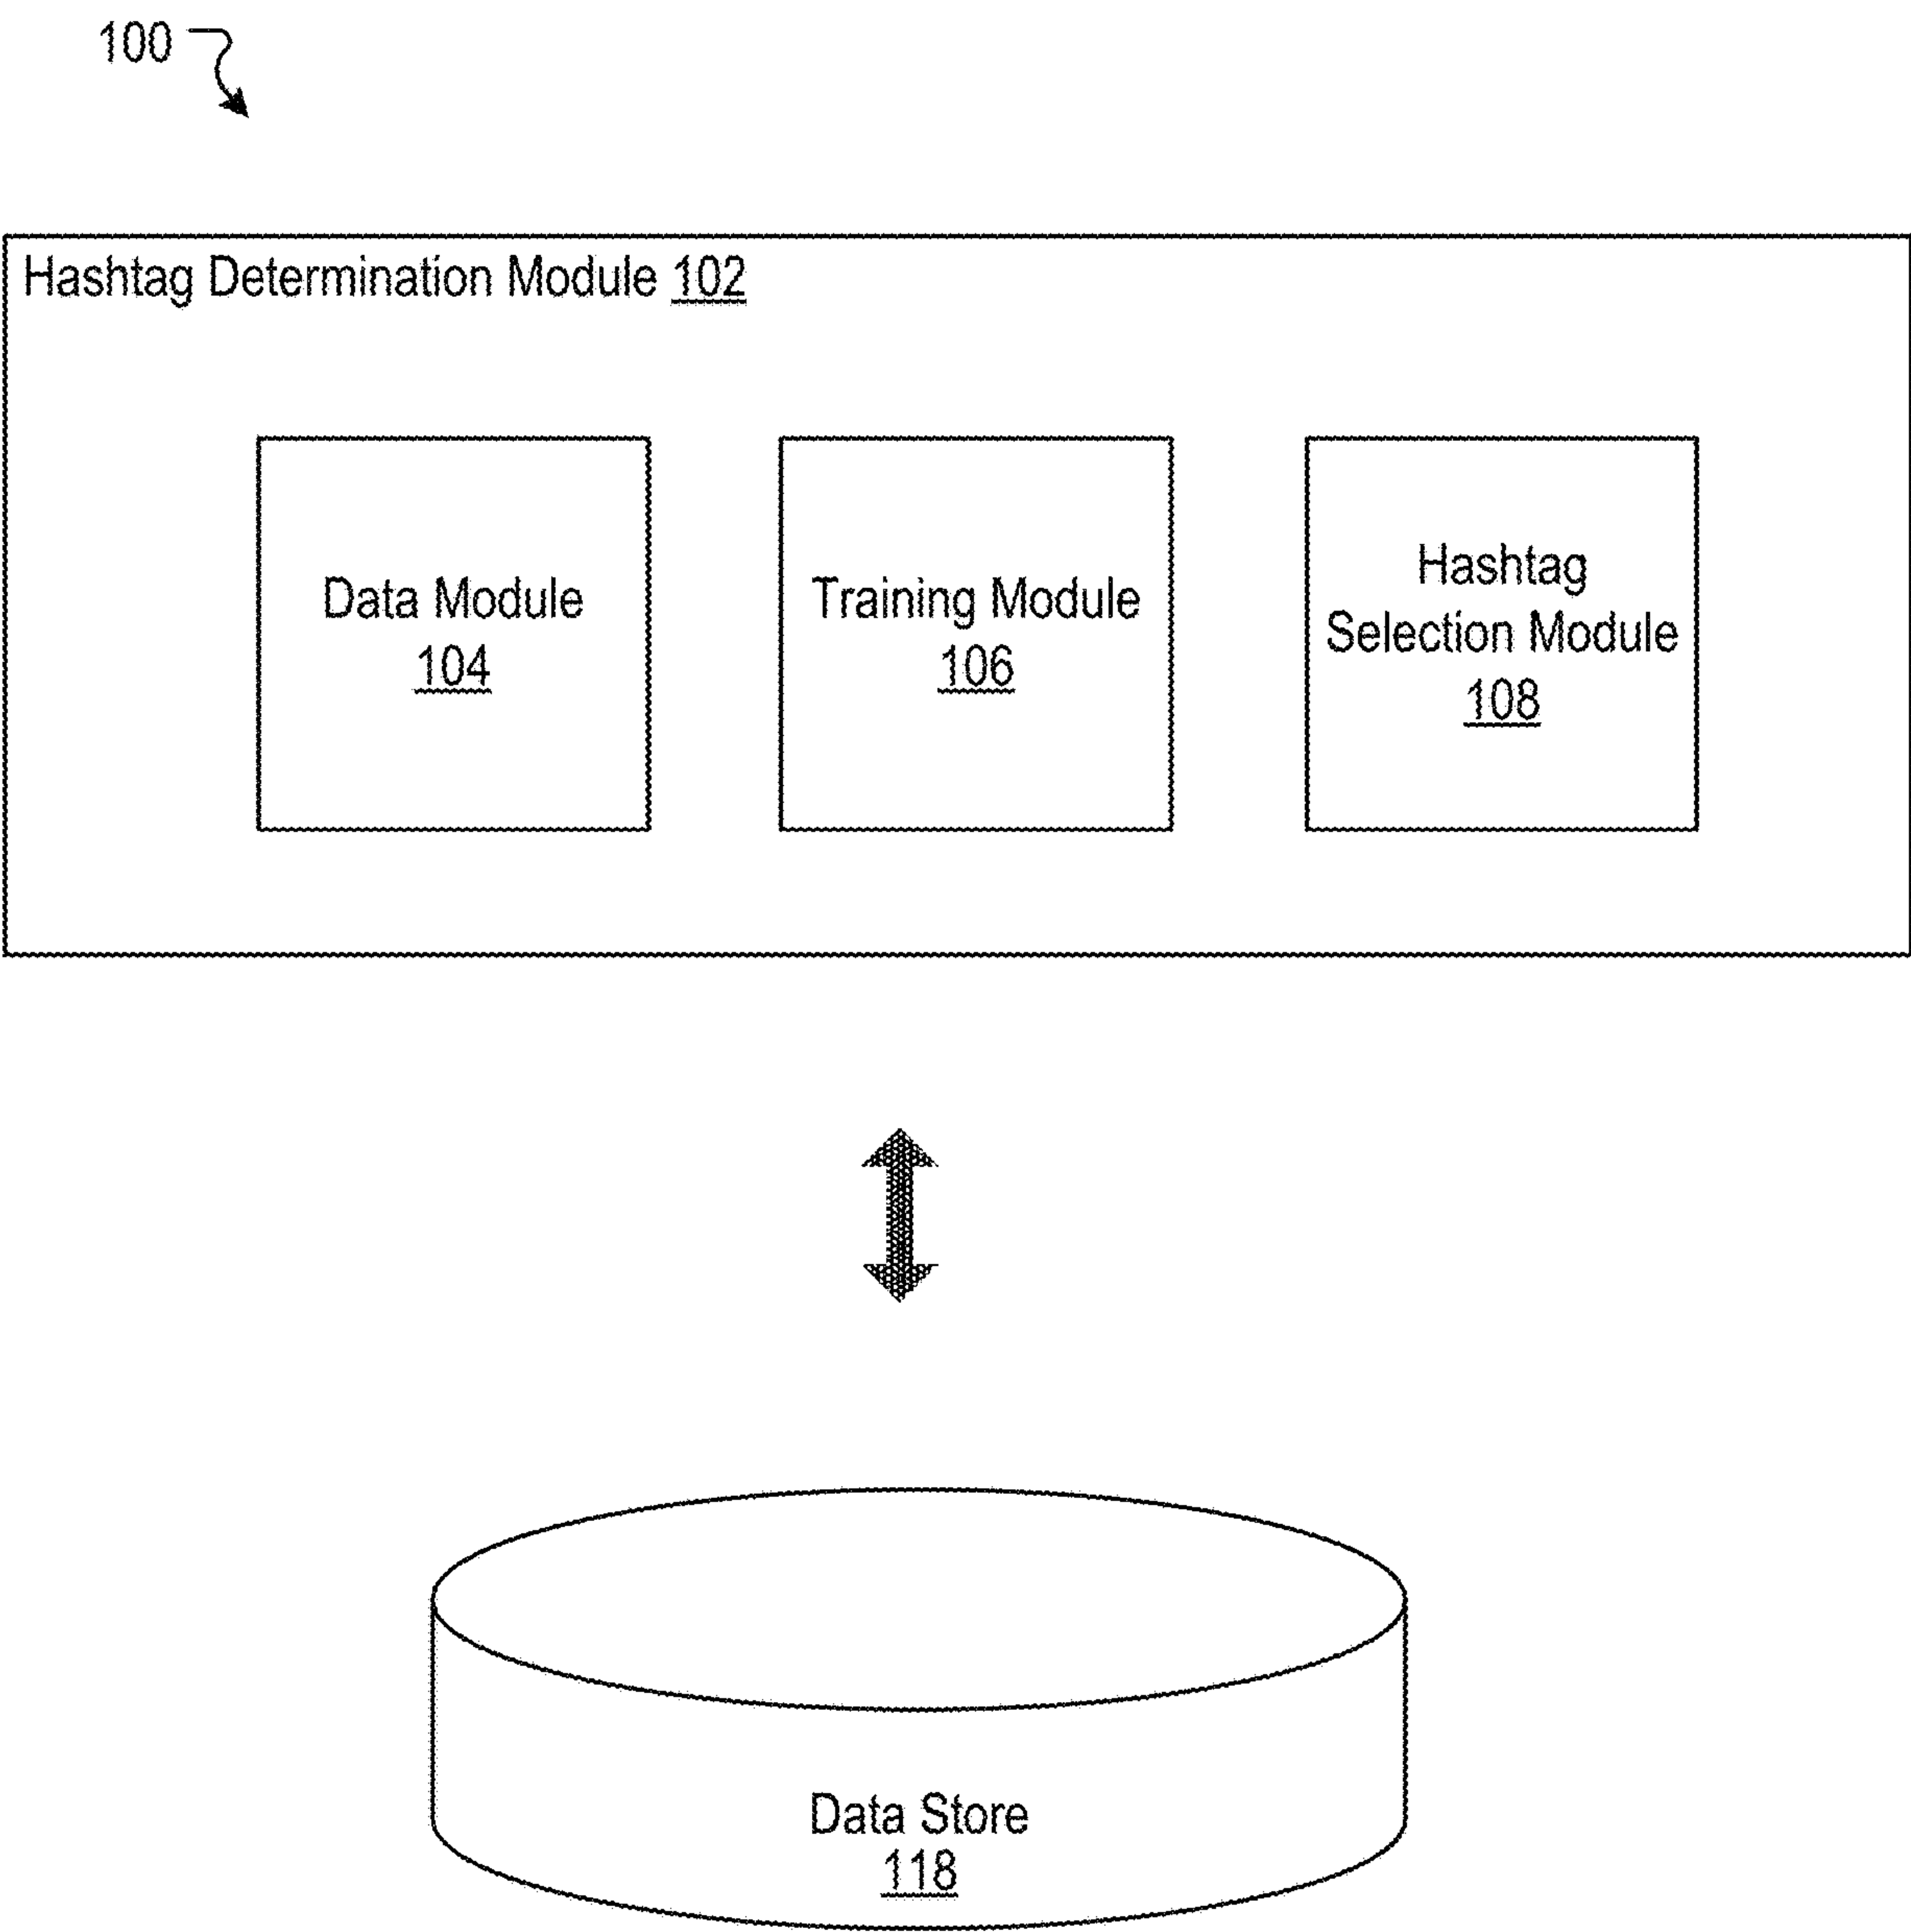 100
Hashtag Determination Module 102
Data Module
104
Training Module
106
Hashtag
Selection Module
108
Data Store
118